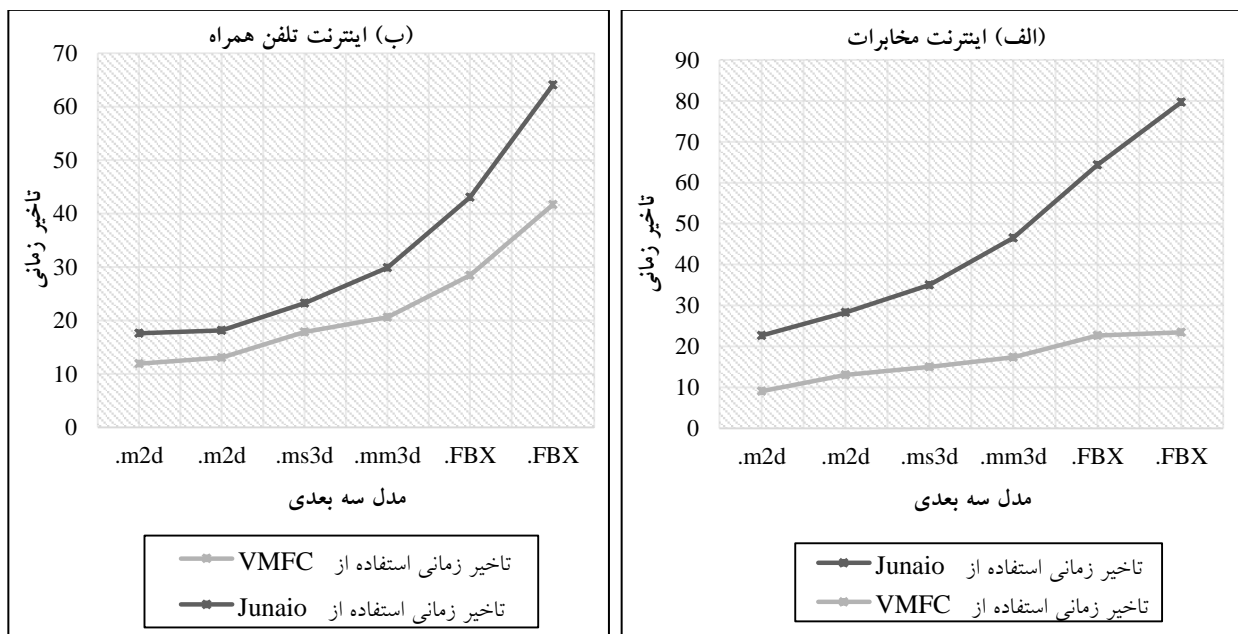 (الف) اینترنت مخابرات
90
80
70
60
50
40
30
20
10
0
تاخیر زمانی
.m2d .m2d .ms3d .mm3d .FBX .FBX
مدل سه بعدی
تاخیر زمانی استفاده از Junaio
تاخیر زمانی استفاده از VMFC
(ب) اینترنت تلفن همراه
70
60
50
40
30
20
10
0
تاخیر زمانی
.m2d .m2d .ms3d .mm3d .FBX .FBX
مدل سه بعدی
تاخیر زمانی استفاده از VMFC
تاخیر زمانی استفاده از Junaio